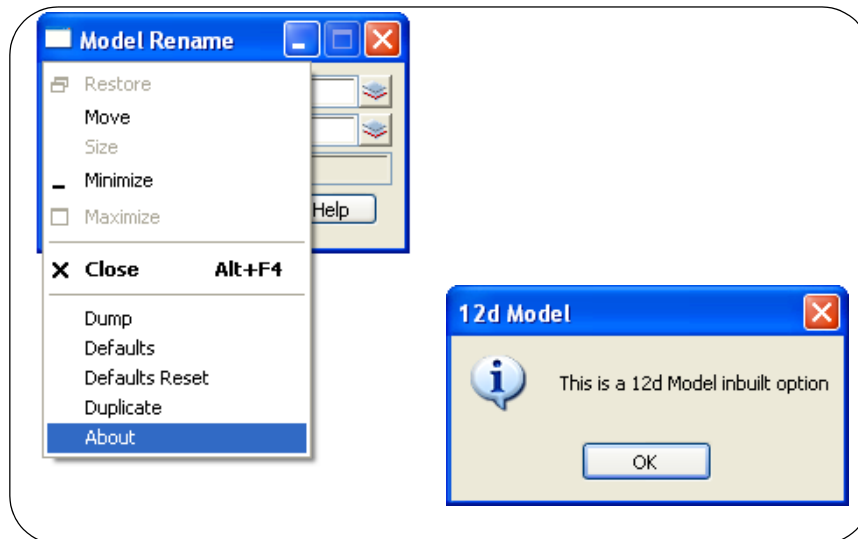 Model Rename
Restore
Move
Size
Minimize
Maximize
Help
Close Alt+F4
Dump
Defaults
Defaults Reset
Duplicate
About
12d Model
This is a 12d Model inbuilt option
OK